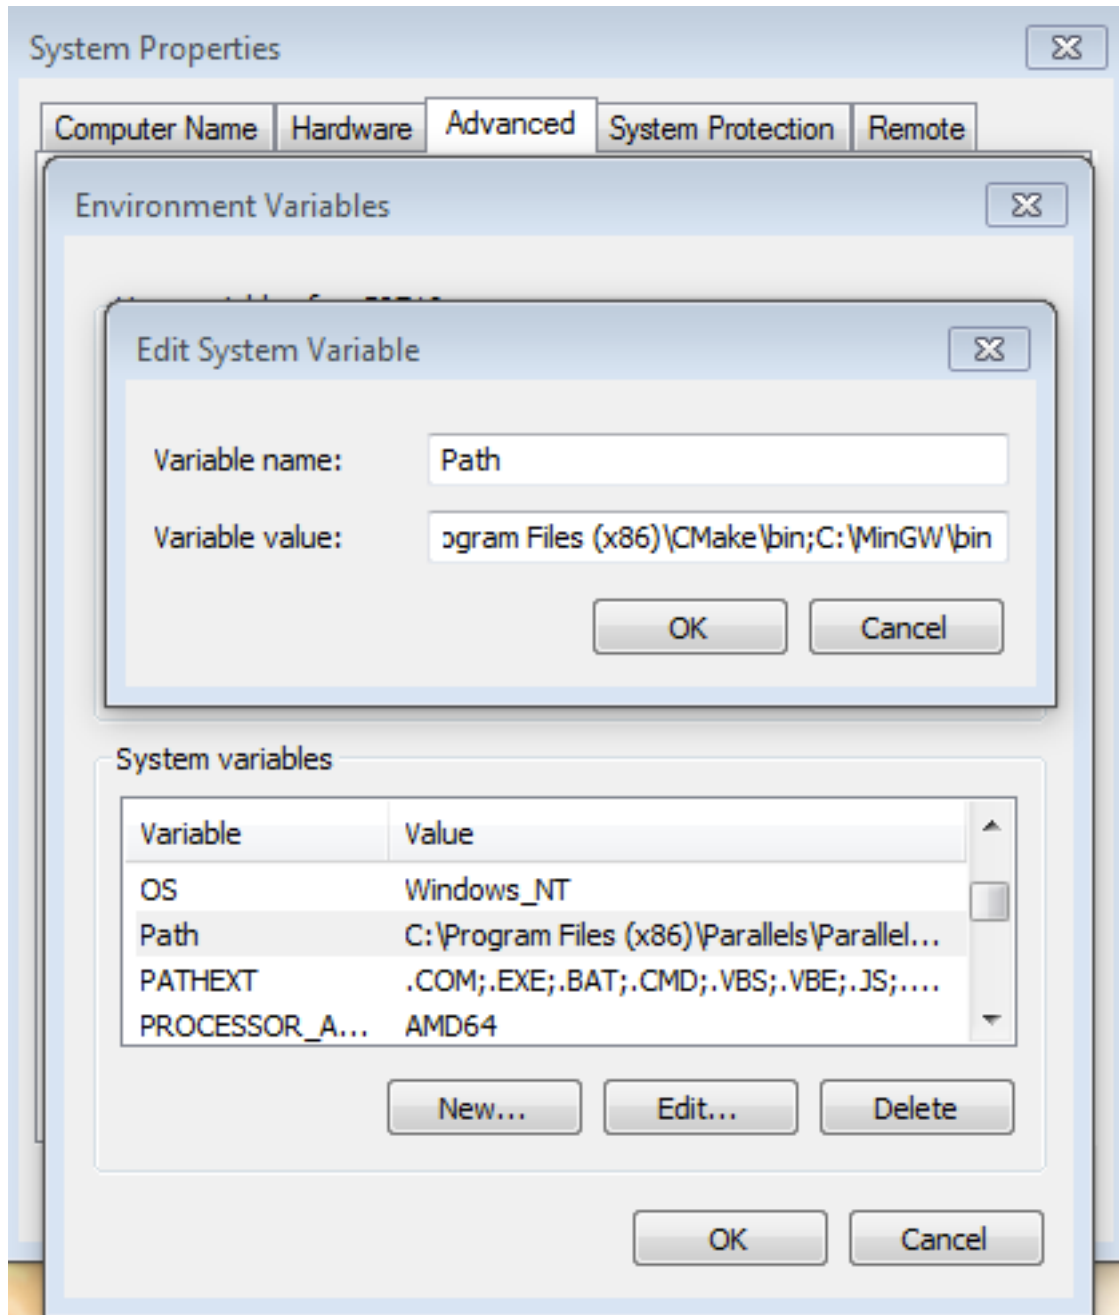 System Properties
Computer Name Hardware Advanced System Protection Remote
Environment Variables
Edit System Variable
Variable name: Path
Variable value: ogram Files (x86)\CMake\bin;C:\MinGW\bin
OK Cancel
System variables
Variable Value
OS Windows_NT
Path C:\Program Files (x86)\Parallels\Parallel...
PATHEXT .COM;.EXE;.BAT;.CMD;.VBS;.VBE;.JS;....
PROCESSOR_A... AMD64
New... Edit... Delete
OK Cancel